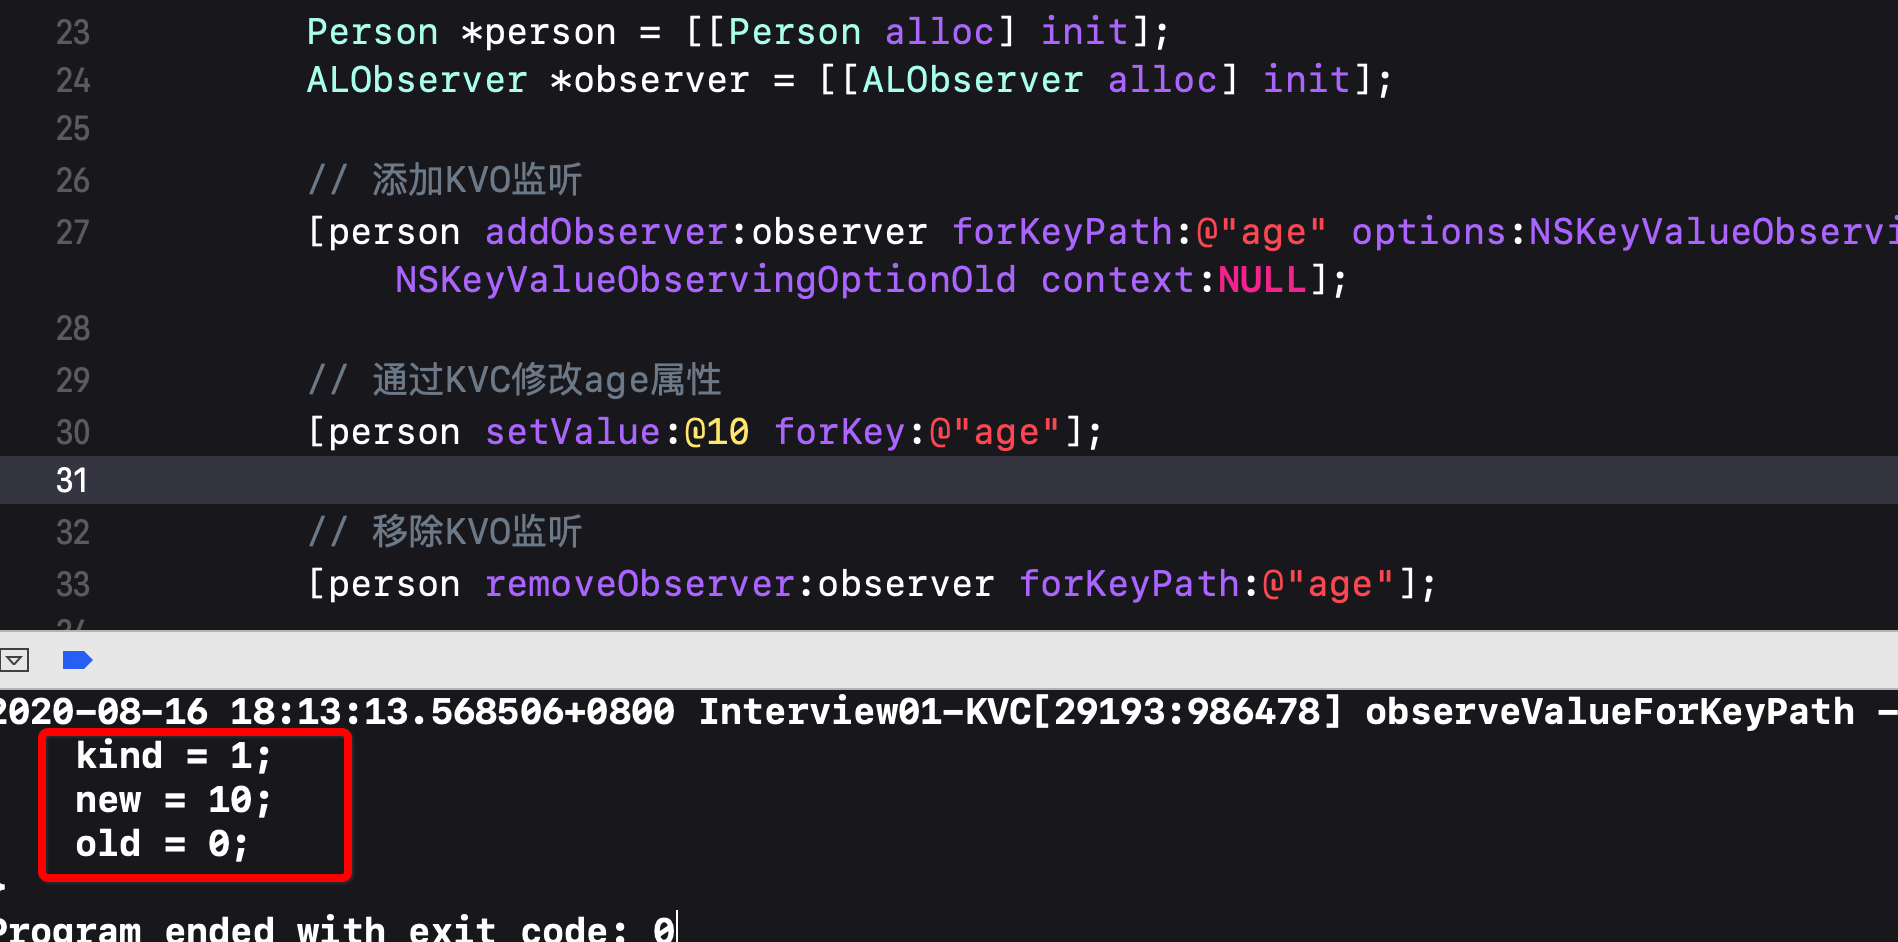 23 Person *person = [[Person alloc] init];
24 ALObserver *observer = [[ALObserver alloc] init];
25
26 // 添加KVO监听
27 [person addObserver:observer forKeyPath:@"age" options:NSKeyValueObservi
NSKeyValueObservingOptionOld context:NULL];
28
29 // 通过KVC修改age属性
30 [person setValue:@10 forKey:@"age"];
31
32 // 移除KVO监听
33 [person removeObserver:observer forKeyPath:@"age"];
34
2020-08-16 18:13:13.568506+0800 Interview01-KVC[29193:986478] observeValueForKeyPath -
kind = 1;
new = 10;
old = 0;
Program ended with exit code: 0